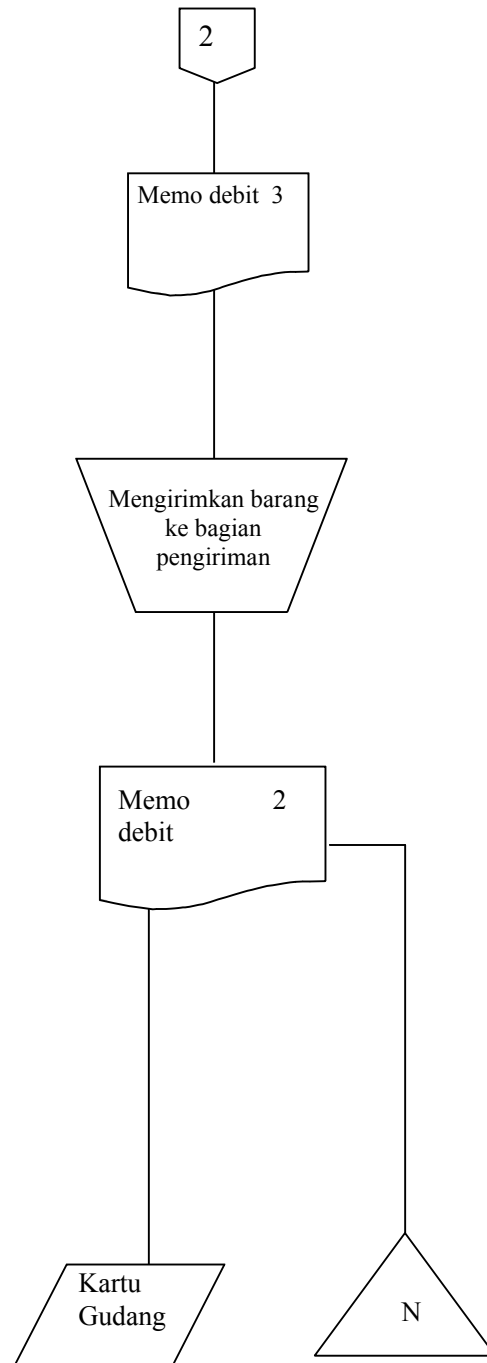 2
Memo debit 3
Mengirimkan barang
ke bagian
pengiriman
Memo 2
debit
Kartu
Gudang
N